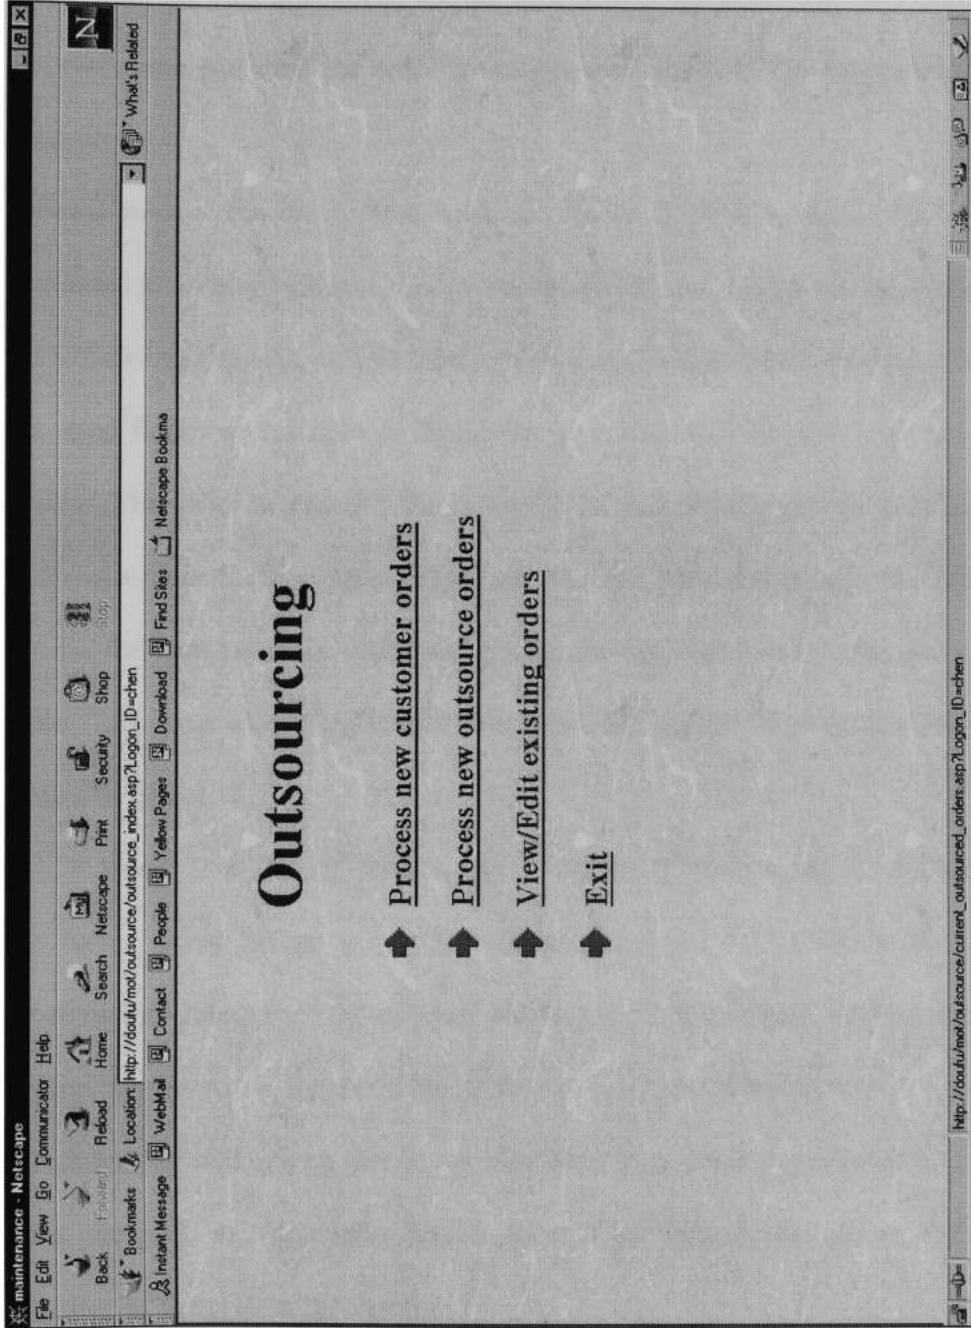 maintenance - Netscape
File Edit View Go Communicator Help
Back Forward Reload Home Search Netscape Print Security Shop Stop
Bookmarks Location: http://doufu/mot/outsource/outsource_index.asp?Logon_ID=chen What's Related
Instant Message WebMail Contact People Yellow Pages Download Find Sites Netscape Bookma
Outsourcing
Process new customer orders
Process new outsource orders
View/Edit existing orders
Exit
http://doufu/mot/outsource/current_outsourced_orders.asp?Logon_ID=chen